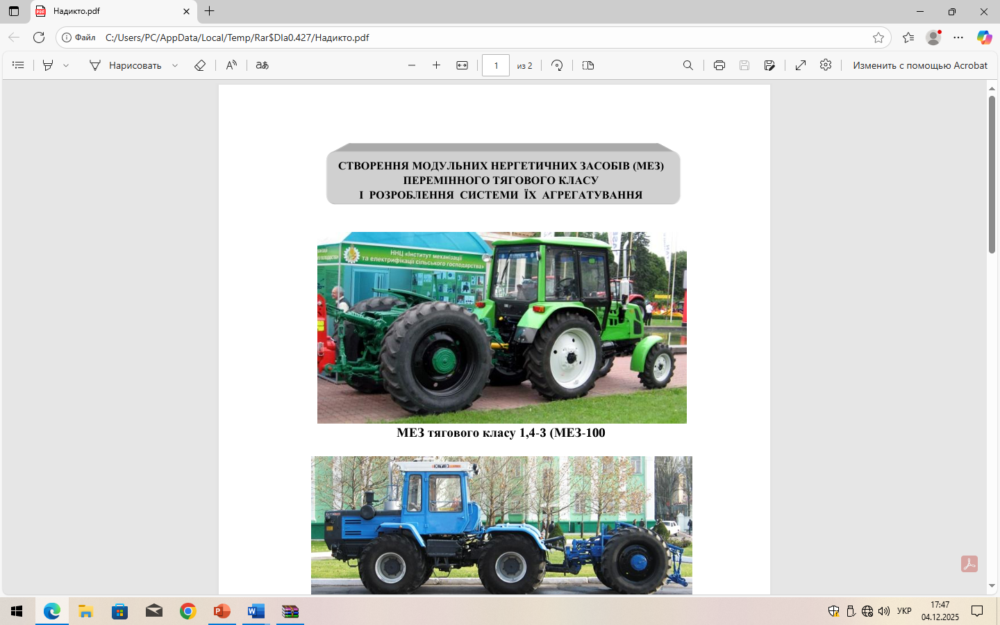 Надикто.pdf
Файл
C:/Users/PC/AppData/Local/Temp/Rar$DIa0.427/Надикто.pdf
Нарисовать
1
из 2
Изменить с помощью Acrobat
СТВОРЕННЯ МОДУЛЬНИХ НЕРГЕТИЧНИХ ЗАСОБІВ (МЕЗ)
ПЕРЕМІННОГО ТЯГОВОГО КЛАСУ
І РОЗРОБЛЕННЯ СИСТЕМИ ЇХ АГРЕГАТУВАННЯ
ННЦ «Інститут механізації
та електрифікації сільського господарства»
МЕЗ тягового класу 1,4-3 (МЕЗ-100
ХТЗ
УКР
17:47
04.12.2025